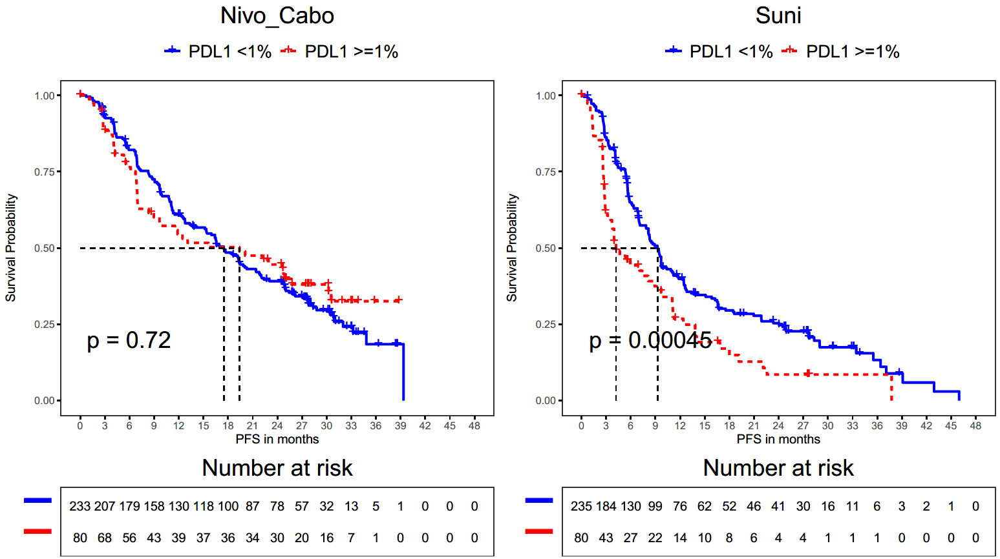 Nivo_Cabo
PDL1 <1% PDL1 >=1%
1.00
0.75
0.50
0.25
0.00
Survival Probability
p = 0.72
0 3 6 9 12 15 18 21 24 27 30 33 36 39 42 45 48
PFS in months
Number at risk
233 207 179 158 130 118 100 87 78 57 32 13 5 1 0 0 0
80 68 56 43 39 37 36 34 30 20 16 7 1 0 0 0 0
Suni
PDL1 <1% PDL1 >=1%
1.00
0.75
0.50
0.25
0.00
Survival Probability
p = 0.00045
0 3 6 9 12 15 18 21 24 27 30 33 36 39 42 45 48
PFS in months
Number at risk
235 184 130 99 76 62 52 46 41 30 16 11 6 3 2 1 0
80 43 27 22 14 10 8 6 4 4 1 1 1 0 0 0 0